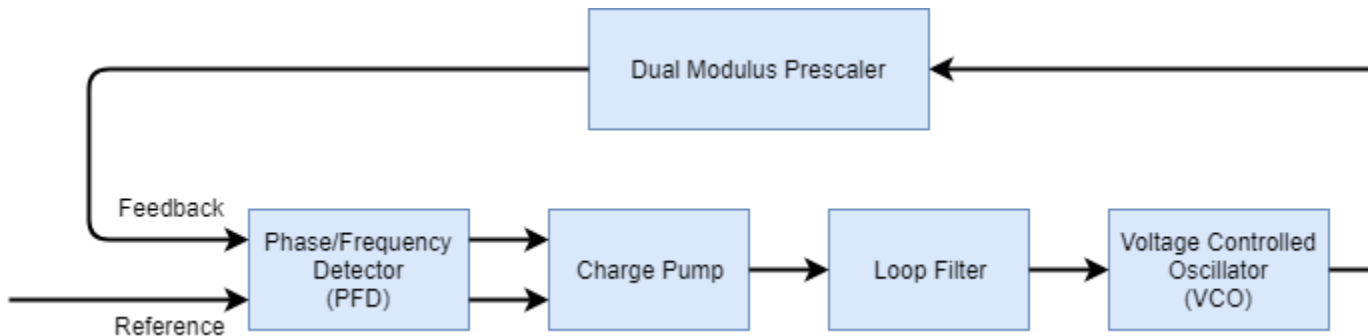 Dual Modulus Prescaler
Feedback
Phase/Frequency
Detector
(PFD)
Charge Pump
Loop Filter
Voltage Controlled
Oscillator
(VCO)
Reference